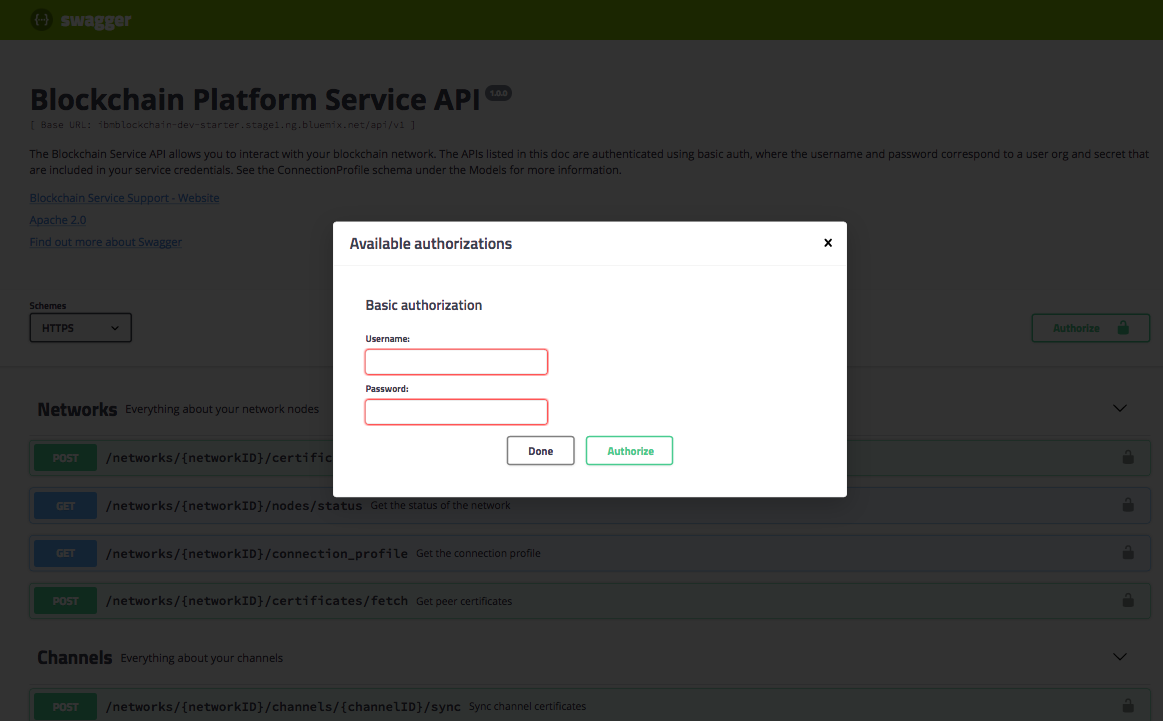 {···} swagger
Blockchain Platform Service API 1.0.0
[ Base URL: ibmblockchain-dev-starter.stage1.ng.bluemix.net/api/v1 ]
The Blockchain Service API allows you to interact with your blockchain network. The APIs listed in this doc are authenticated using basic auth, where the username and password correspond to a user org and secret that
are included in your service credentials. See the ConnectionProfile schema under the Models for more information.
Blockchain Service Support - Website
Apache 2.0
Find out more about Swagger
Available authorizations
Basic authorization
Username:
Password:
Done Authorize
Schemes
HTTPS
Authorize
Networks Everything about your network nodes
POST /networks/{networkID}/certific
GET /networks/{networkID}/nodes/status Get the status of the network
GET /networks/{networkID}/connection_profile Get the connection profile
POST /networks/{networkID}/certificates/fetch Get peer certificates
Channels Everything about your channels
POST /networks/{networkID}/channels/{channelID}/sync Sync channel certificates